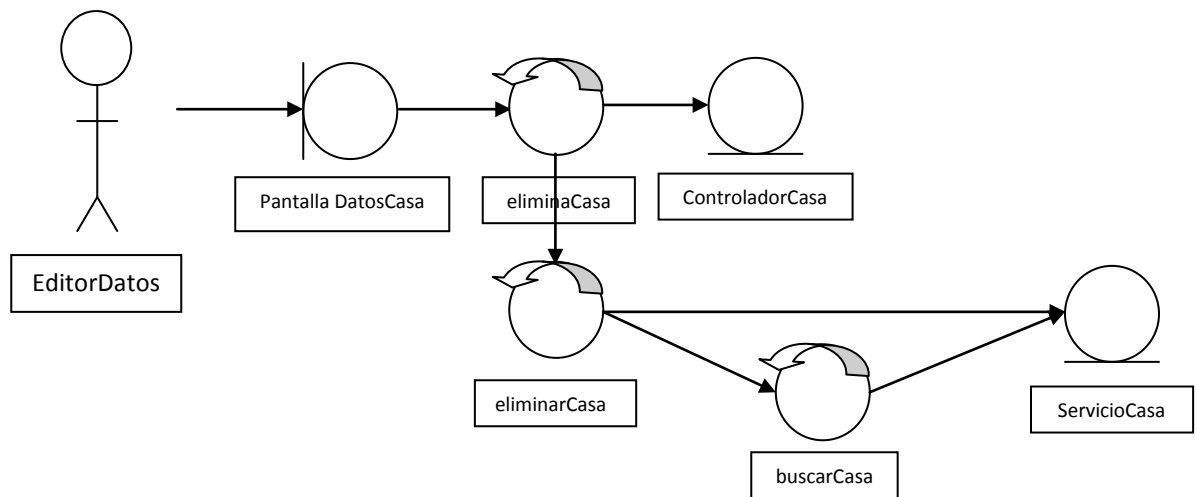 Pantalla DatosCasa
eliminaCasa
ControladorCasa
EditorDatos
eliminarCasa
ServicioCasa
buscarCasa